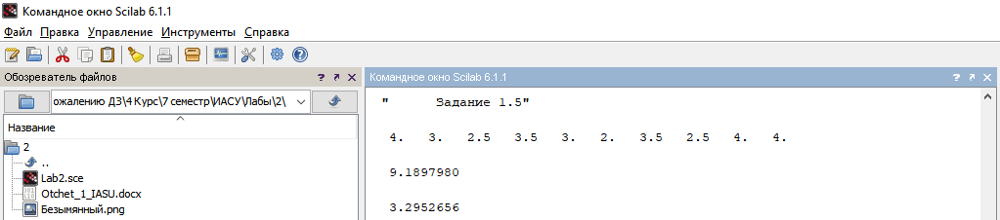 Командное окно Scilab 6.1.1
Файл Правка Управление Инструменты Справка
Обозреватель файлов ? ↗ ×
Командное окно Scilab 6.1.1 ? ↗ ×
ожалению ДЗ\4 Курс\7 семестр\ИАСУ\Лабы\2\
Название
2
..
Lab2.sce
Otchet_1_IASU.docx
Безымянный.png
"      Задание 1.5"
4.   3.   2.5   3.5   3.   2.   3.5   2.5   4.   4.
9.1897980
3.2952656